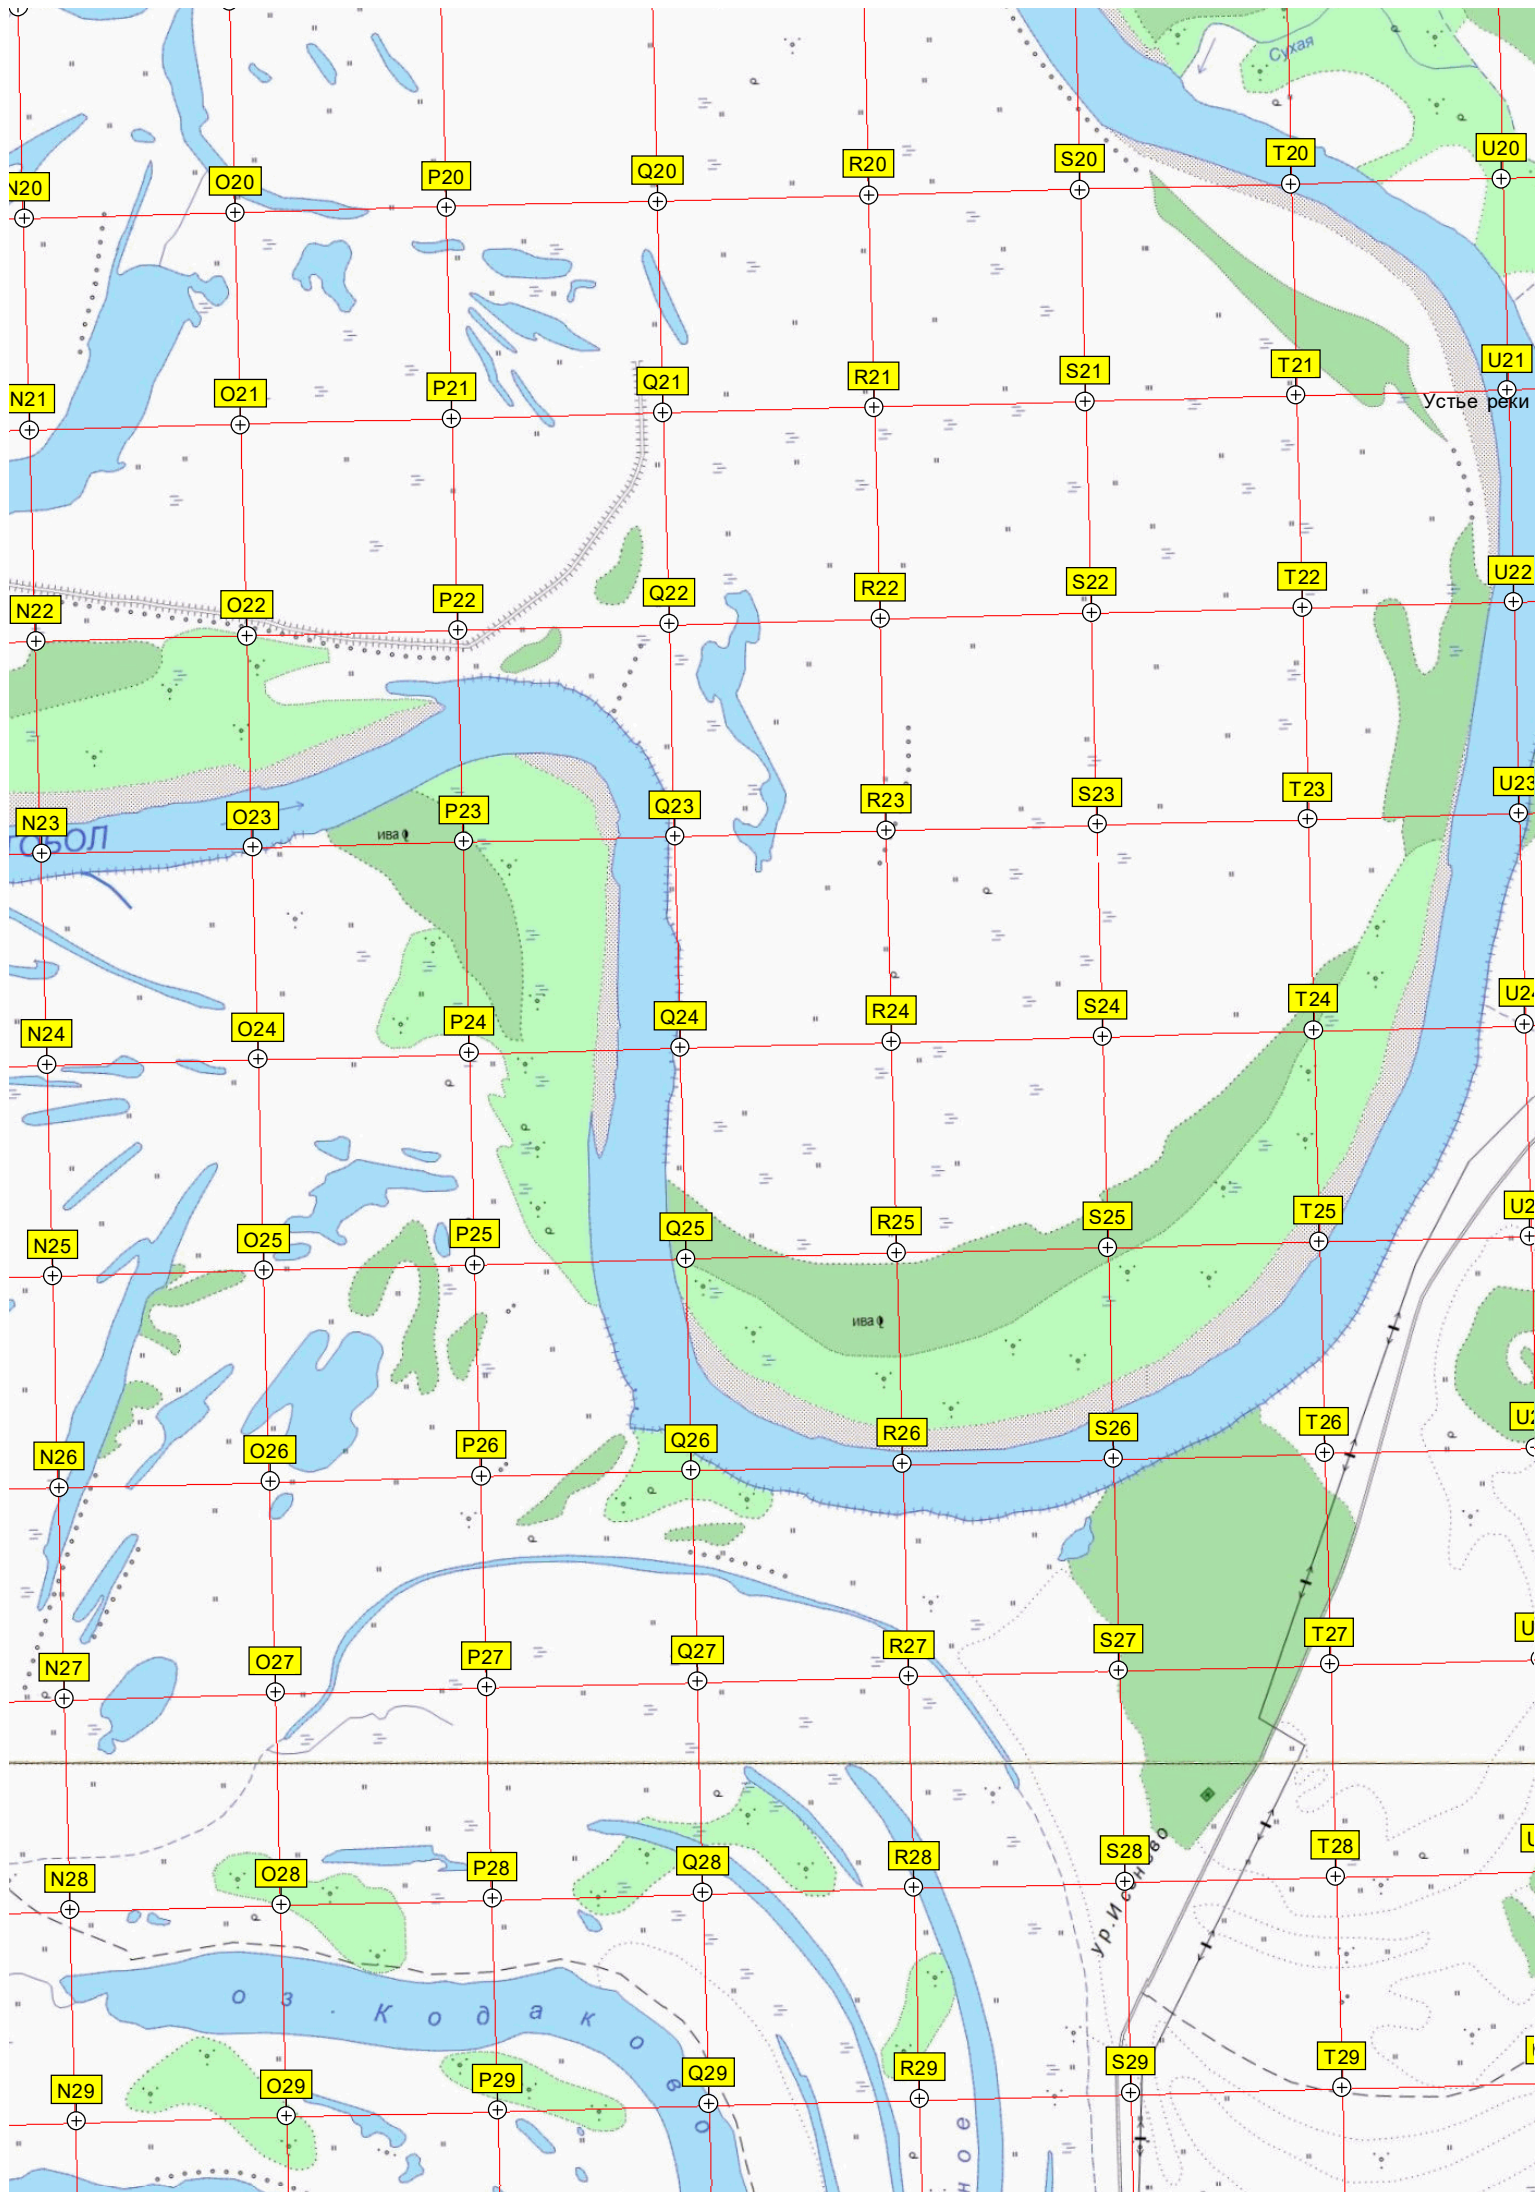 Сухая
N20 O20 P20 Q20 R20 S20 T20 U20
N21 O21 P21 Q21 R21 S21 T21 U21
Устье реки
N22 O22 P22 Q22 R22 S22 T22 U22
N23 O23 P23 Q23 R23 S23 T23 U23
ива
N24 O24 P24 Q24 R24 S24 T24
N25 O25 P25 Q25 R25 S25 T25
ива
N26 O26 P26 Q26 R26 S26 T26
N27 O27 P27 Q27 R27 S27 T27
N28 O28 P28 Q28 R28 S28 T28
оз. Кодаково
N29 O29 P29 Q29 R29 S29 T29